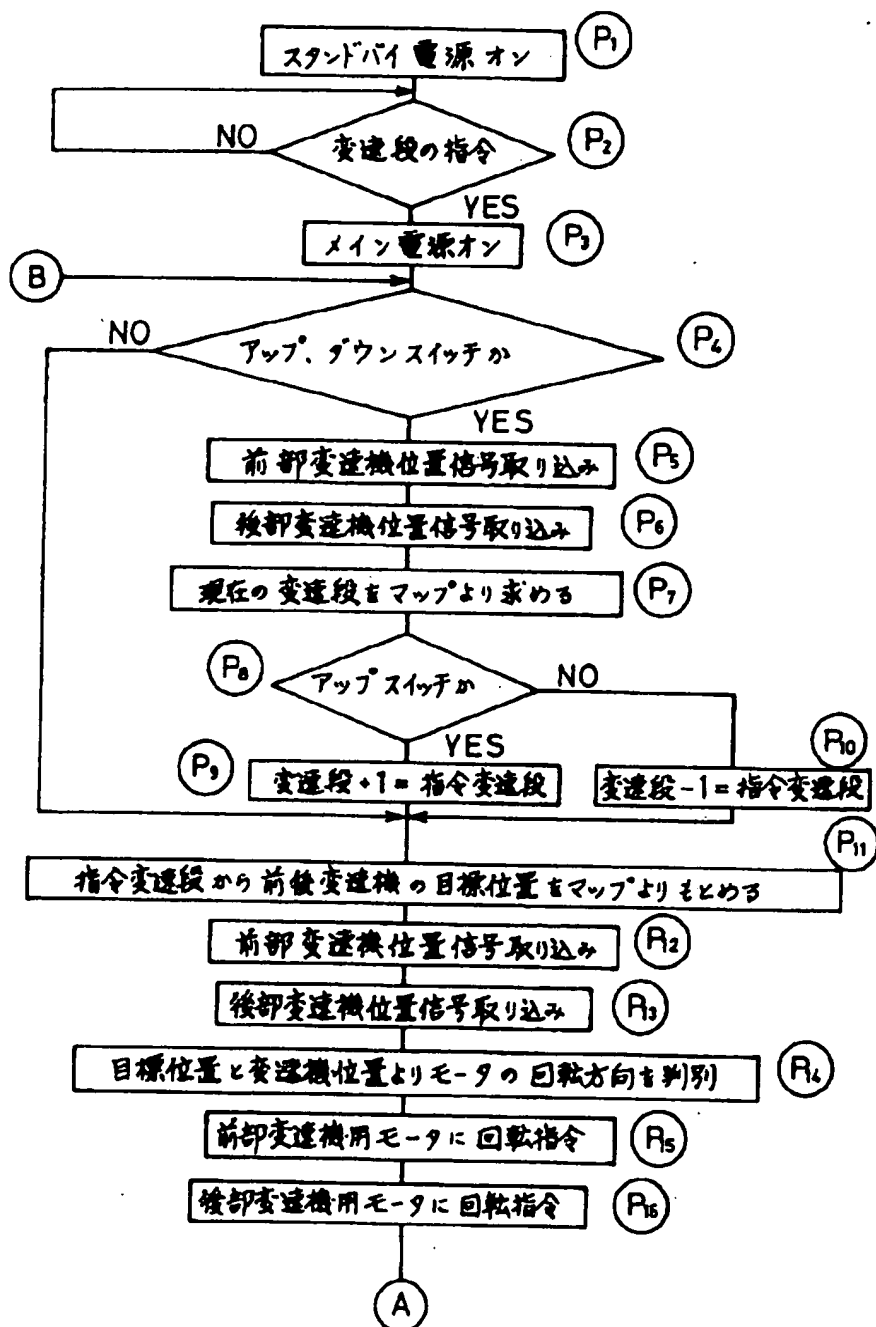 スタンドバイ電源オン P1
NO 変速段の指令 P2
YES
メイン電源オン P3
B
NO アップ、ダウンスイッチか P4
YES
前部変速機位置信号取り込み P5
後部変速機位置信号取り込み P6
現在の変速段をマップより求める P7
P8 アップスイッチか NO
YES
P9 変速段+1=指令変速段
P10 変速段-1=指令変速段
P11
指令変速段から前後変速機の目標位置をマップよりもとめる
前部変速機位置信号取り込み P12
後部変速機位置信号取り込み P13
目標位置と変速機位置よりモータの回転方向を判別 P14
前部変速機用モータに回転指令 P15
後部変速機用モータに回転指令 P16
A